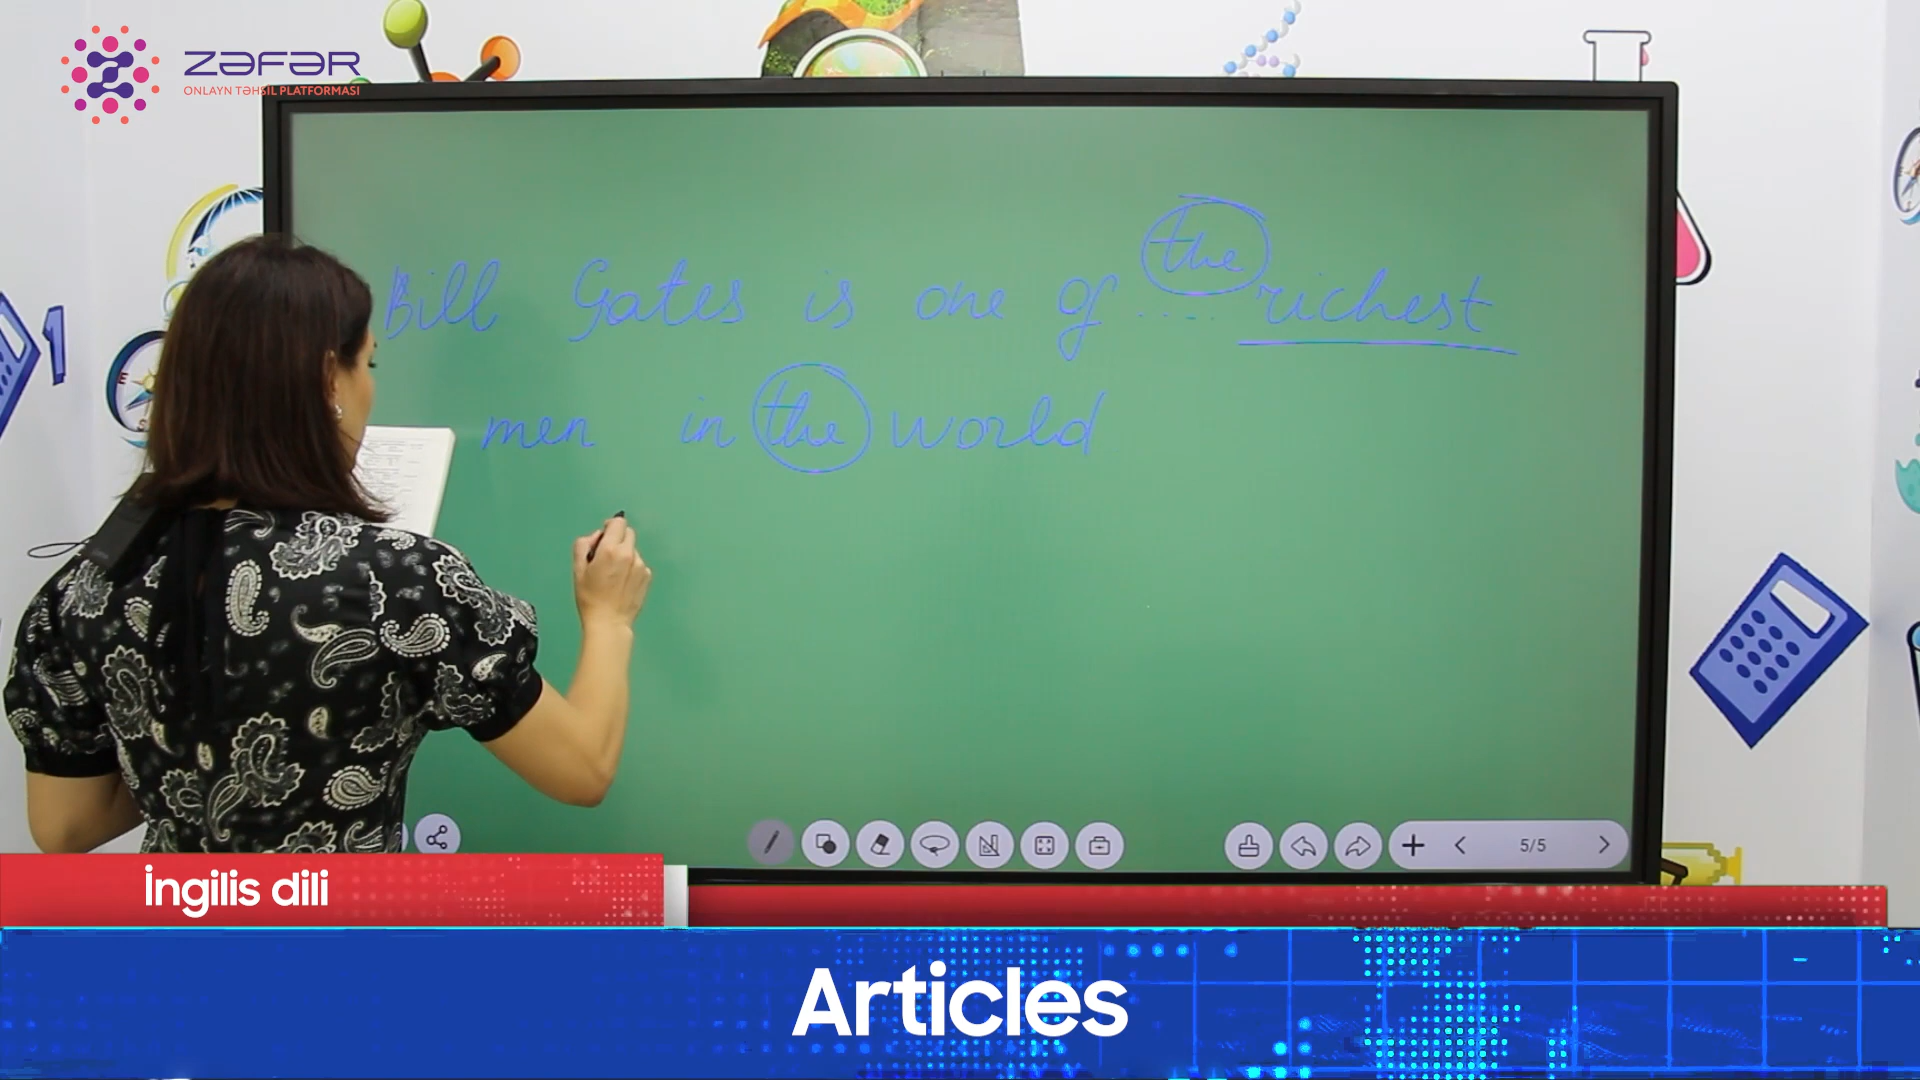 ZƏFƏR
ONLAYN TƏHSİL PLATFORMASI
Bill Gates is one of .... the richest
men in the world
5/5
İngilis dili
Articles